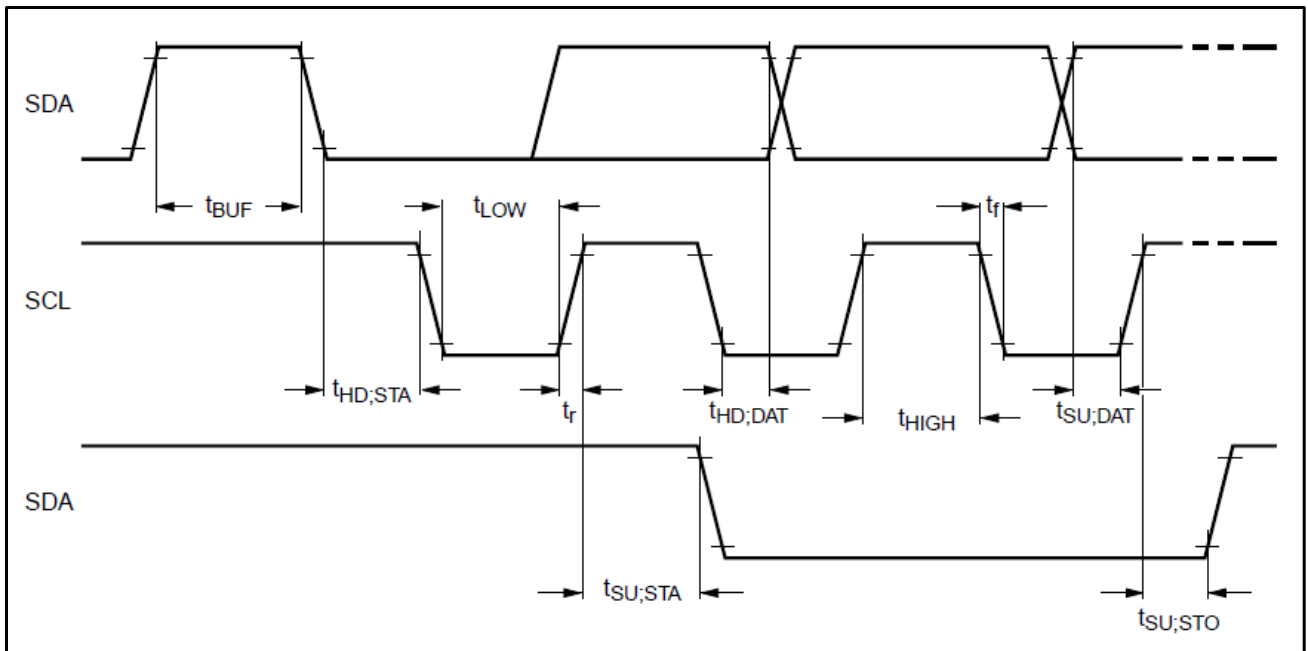 SDA
tBUF
tLOW
tf
SCL
tHD;STA
tr
tHD;DAT
tHIGH
tSU;DAT
SDA
tSU;STA
tSU;STO